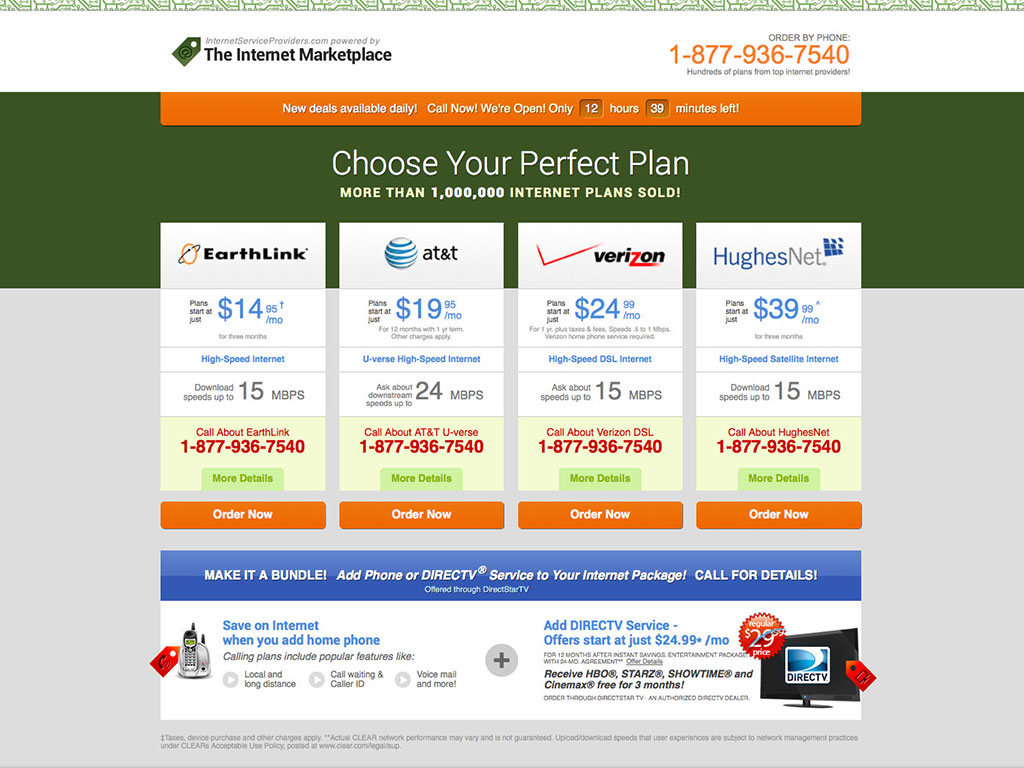 InternetServiceProviders.com powered by
The Internet Marketplace
ORDER BY PHONE:
1-877-936-7540
Hundreds of plans from top internet providers!
New deals available daily! Call Now! We're Open! Only 12 hours 39 minutes left!
Choose Your Perfect Plan
MORE THAN 1,000,000 INTERNET PLANS SOLD!
EarthLink
Plans start at just $14 95† /mo
for three months
High-Speed Internet
Download speeds up to 15 MBPS
Call About EarthLink
1-877-936-7540
More Details
Order Now
at&t
Plans start at just $19 95 /mo
For 12 months with 1 yr term.
Other charges apply.
U-verse High-Speed Internet
Ask about downstream speeds up to 24 MBPS
Call About AT&T U-verse
1-877-936-7540
More Details
Order Now
verizon
Plans start at just $24 99 /mo
For 1 yr. plus taxes & fees. Speeds .5 to 1 Mbps.
Verizon home phone service required.
High-Speed DSL Internet
Ask about speeds up to 15 MBPS
Call About Verizon DSL
1-877-936-7540
More Details
Order Now
HughesNet.
Plans start at just $39 99^ /mo
for three months
High-Speed Satellite Internet
Download speeds up to 15 MBPS
Call About HughesNet
1-877-936-7540
More Details
Order Now
MAKE IT A BUNDLE! Add Phone or DIRECTV® Service to Your Internet Package! CALL FOR DETAILS!
Offered through DirectStarTV
Save on Internet
when you add home phone
Calling plans include popular features like:
Local and
long distance
Call waiting &
Caller ID
Voice mail
and more!
+
Add DIRECTV Service -
Offers start at just $24.99* /mo
FOR 12 MONTHS AFTER INSTANT SAVINGS. ENTERTAINMENT PACKAGE
WITH 24-MO. AGREEMENT** Offer Details
Receive HBO®, STARZ®, SHOWTIME® and
Cinemax® free for 3 months!
ORDER THROUGH DIRECTSTAR TV - AN AUTHORIZED DIRECTV DEALER.
regular
$29 99
price
DIRECTV
‡Taxes, device purchase and other charges apply. **Actual CLEAR network performance may vary and is not guaranteed. Upload/download speeds that user experiences are subject to network management practices
under CLEARs Acceptable Use Policy, posted at www.clear.com/legal/aup.